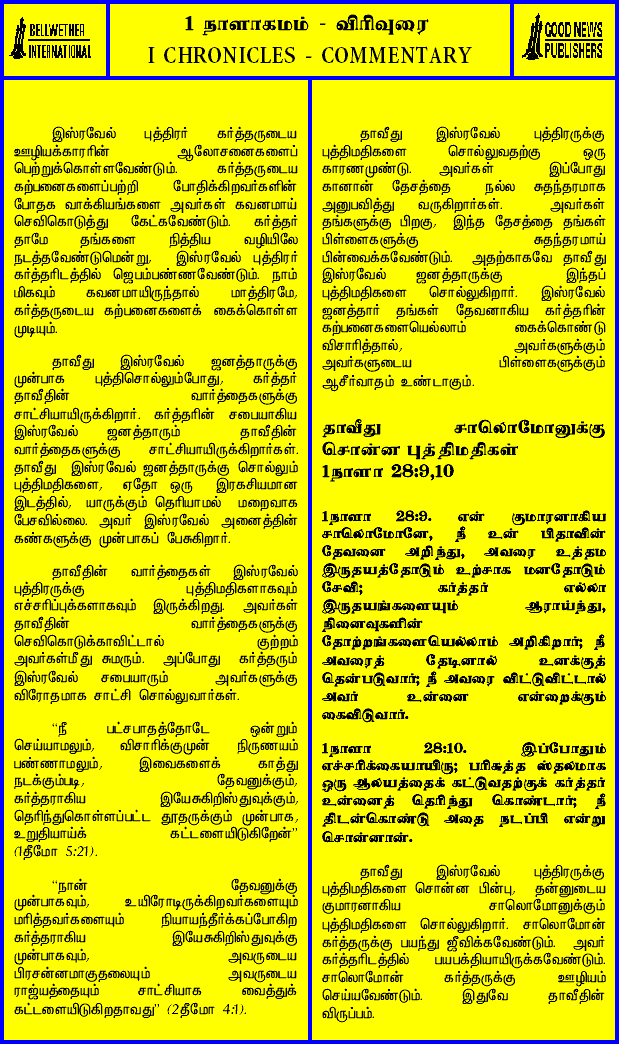 BELLWETHER
INTERNATIONAL
1 நாளாகமம் - விரிவுரை
I CHRONICLES - COMMENTARY
GOOD NEWS
PUBLISHERS
இஸ்ரவேல் புத்திரர் கர்த்தருடைய
ஊழியக்காரரின் ஆலோசனைகளைப்
பெற்றுக்கொள்ளவேண்டும். கர்த்தருடைய
கற்பனைகளைப்பற்றி போதிக்கிறவர்களின்
போதக வாக்கியங்களை அவர்கள் கவனமாய்
செவிகொடுத்து கேட்கவேண்டும். கர்த்தர்
தாமே தங்களை நித்திய வழியிலே
நடத்தவேண்டுமென்று, இஸ்ரவேல் புத்திரர்
கர்த்தரிடத்தில் ஜெபம்பண்ணவேண்டும். நாம்
மிகவும் கவனமாயிருந்தால் மாத்திரமே,
கர்த்தருடைய கற்பனைகளைக் கைக்கொள்ள
முடியும்.
தாவீது இஸ்ரவேல் ஜனத்தாருக்கு
முன்பாக புத்திசொல்லும்போது, கர்த்தர்
தாவீதின் வார்த்தைகளுக்கு
சாட்சியாயிருக்கிறார். கர்த்தரின் சபையாகிய
இஸ்ரவேல் ஜனத்தாரும் தாவீதின்
வார்த்தைகளுக்கு சாட்சியாயிருக்கிறார்கள்.
தாவீது இஸ்ரவேல் ஜனத்தாருக்கு சொல்லும்
புத்திமதிகளை, ஏதோ ஒரு இரகசியமான
இடத்தில், யாருக்கும் தெரியாமல் மறைவாக
பேசவில்லை. அவர் இஸ்ரவேல் அனைத்தின்
கண்களுக்கு முன்பாகப் பேசுகிறார்.
தாவீதின் வார்த்தைகள் இஸ்ரவேல்
புத்திரருக்கு புத்திமதிகளாகவும்
எச்சரிப்புக்களாகவும் இருக்கிறது. அவர்கள்
தாவீதின் வார்த்தைகளுக்கு
செவிகொடுக்காவிட்டால் குற்றம்
அவர்கள்மீது சுமரும். அப்போது கர்த்தரும்
இஸ்ரவேல் சபையாரும் அவர்களுக்கு
விரோதமாக சாட்சி சொல்லுவார்கள்.
“நீ பட்சபாதத்தோடே ஒன்றும்
செய்யாமலும், விசாரிக்குமுன் நிருணயம்
பண்ணாமலும், இவைகளைக் காத்து
நடக்கும்படி, தேவனுக்கும்,
கர்த்தராகிய இயேசுகிறிஸ்துவுக்கும்,
தெரிந்துகொள்ளப்பட்ட தூதருக்கும் முன்பாக,
உறுதியாய்க் கட்டளையிடுகிறேன்”
(1தீமோ 5:21).
“நான் தேவனுக்கு
முன்பாகவும், உயிரோடிருக்கிறவர்களையும்
மரித்தவர்களையும் நியாயந்தீர்க்கப்போகிற
கர்த்தராகிய இயேசுகிறிஸ்துவுக்கு
முன்பாகவும், அவருடைய
பிரசன்னமாகுதலையும் அவருடைய
ராஜ்யத்தையும் சாட்சியாக வைத்துக்
கட்டளையிடுகிறதாவது” (2தீமோ 4:1).
தாவீது இஸ்ரவேல் புத்திரருக்கு
புத்திமதிகளை சொல்லுவதற்கு ஒரு
காரணமுண்டு. அவர்கள் இப்போது
கானான் தேசத்தை நல்ல சுதந்தரமாக
அனுபவித்து வருகிறார்கள். அவர்கள்
தங்களுக்கு பிறகு, இந்த தேசத்தை தங்கள்
பிள்ளைகளுக்கு சுதந்தரமாய்
பின்வைக்கவேண்டும். அதற்காகவே தாவீது
இஸ்ரவேல் ஜனத்தாருக்கு இந்தப்
புத்திமதிகளை சொல்லுகிறார். இஸ்ரவேல்
ஜனத்தார் தங்கள் தேவனாகிய கர்த்தரின்
கற்பனைகளையெல்லாம் கைக்கொண்டு
விசாரித்தால், அவர்களுக்கும்
அவர்களுடைய பிள்ளைகளுக்கும்
ஆசீர்வாதம் உண்டாகும்.
தாவீது சாலொமோனுக்கு
சொன்ன புத்திமதிகள்
1நாளா 28:9,10
1நாளா 28:9. என் குமாரனாகிய
சாலொமோனே, நீ உன் பிதாவின்
தேவனை அறிந்து, அவரை உத்தம
இருதயத்தோடும் உற்சாக மனதோடும்
சேவி; கர்த்தர் எல்லா
இருதயங்களையும் ஆராய்ந்து,
நினைவுகளின்
தோற்றங்களையெல்லாம் அறிகிறார்; நீ
அவரைத் தேடினால் உனக்குத்
தென்படுவார்; நீ அவரை விட்டுவிட்டால்
அவர் உன்னை என்றைக்கும்
கைவிடுவார்.
1நாளா 28:10. இப்போதும்
எச்சரிக்கையாயிரு; பரிசுத்த ஸ்தலமாக
ஒரு ஆலயத்தைக் கட்டுவதற்குக் கர்த்தர்
உன்னைத் தெரிந்து கொண்டார்; நீ
திடன்கொண்டு அதை நடப்பி என்று
சொன்னான்.
தாவீது இஸ்ரவேல் புத்திரருக்கு
புத்திமதிகளை சொன்ன பின்பு, தன்னுடைய
குமாரனாகிய சாலொமோனுக்கும்
புத்திமதிகளை சொல்லுகிறார். சாலொமோன்
கர்த்தருக்கு பயந்து ஜீவிக்கவேண்டும். அவர்
கர்த்தரிடத்தில் பயபக்தியாயிருக்கவேண்டும்.
சாலொமோன் கர்த்தருக்கு ஊழியம்
செய்யவேண்டும். இதுவே தாவீதின்
விருப்பம்.